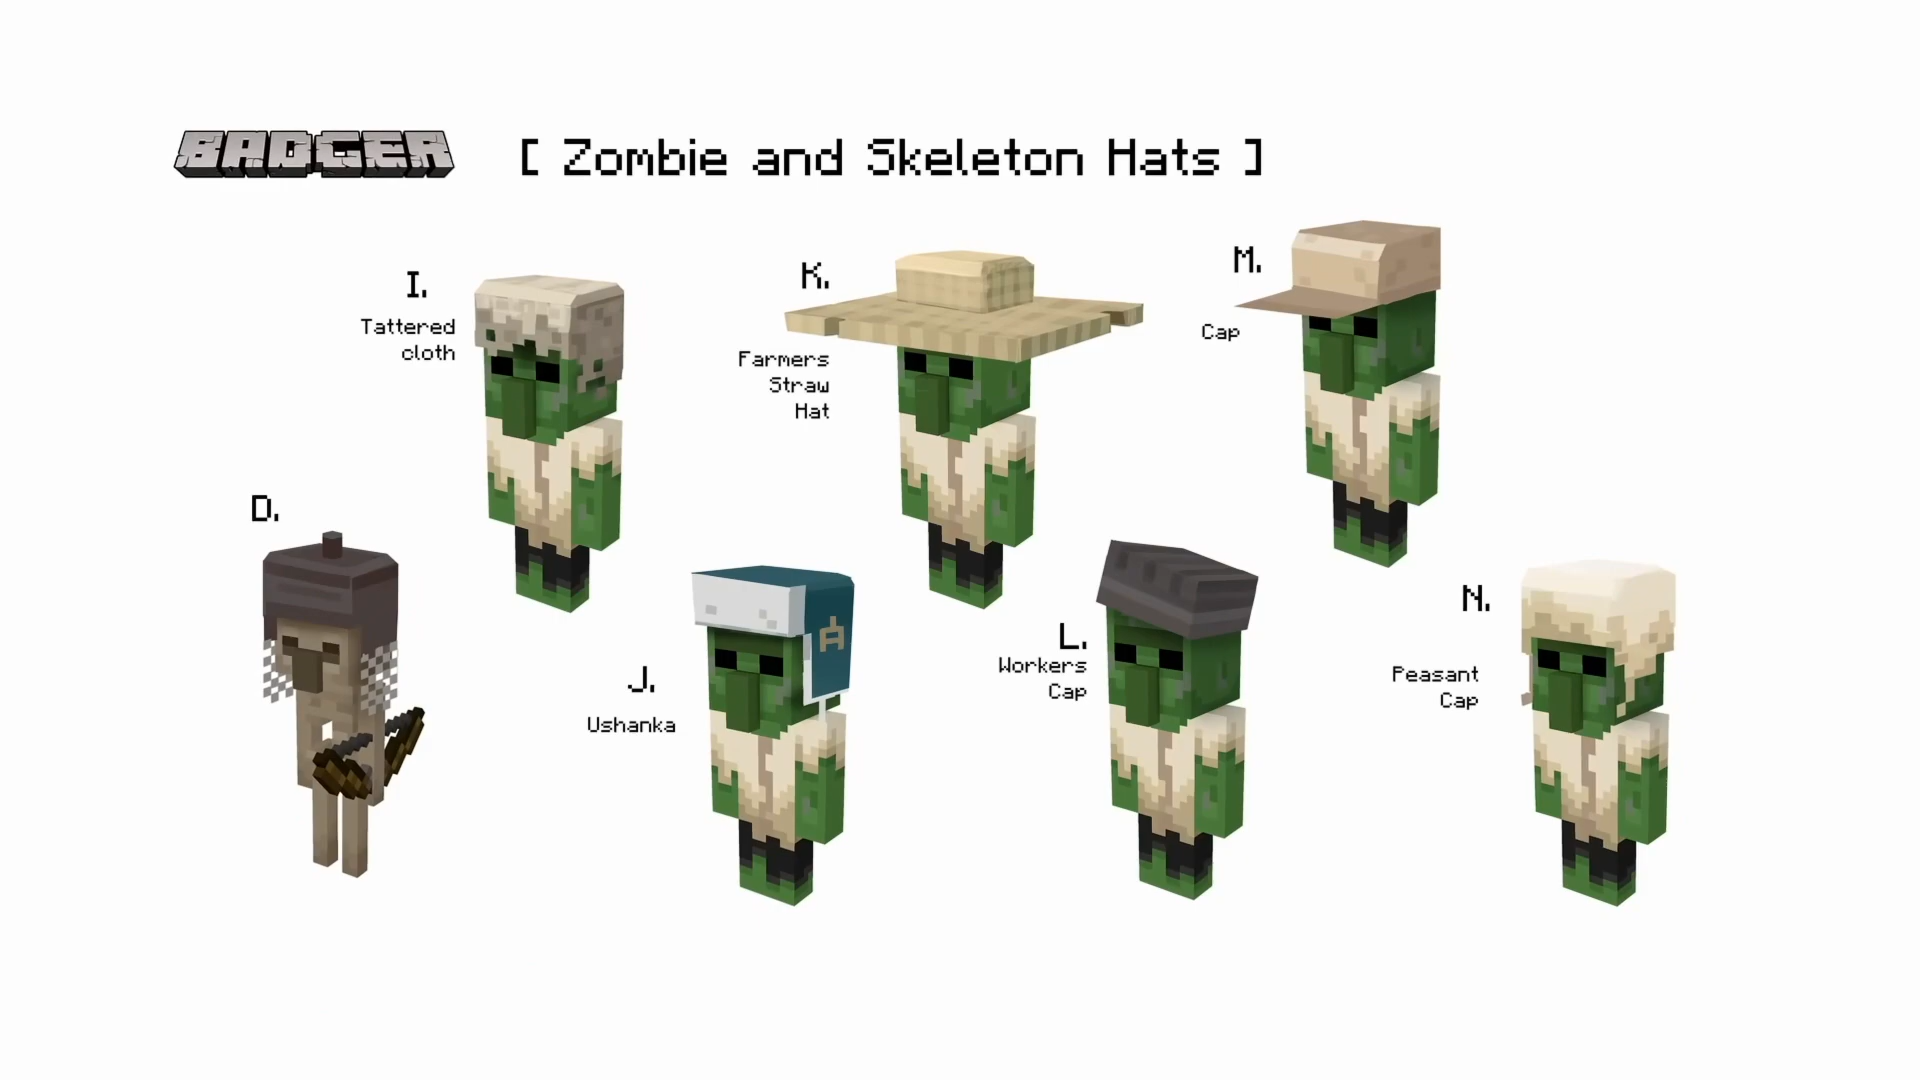 BADGER
[ Zombie and Skeleton Hats ]
I.
Tattered
cloth
K.
Farmers
Straw
Hat
M.
Cap
D.
J.
Ushanka
L.
Workers
Cap
N.
Peasant
Cap